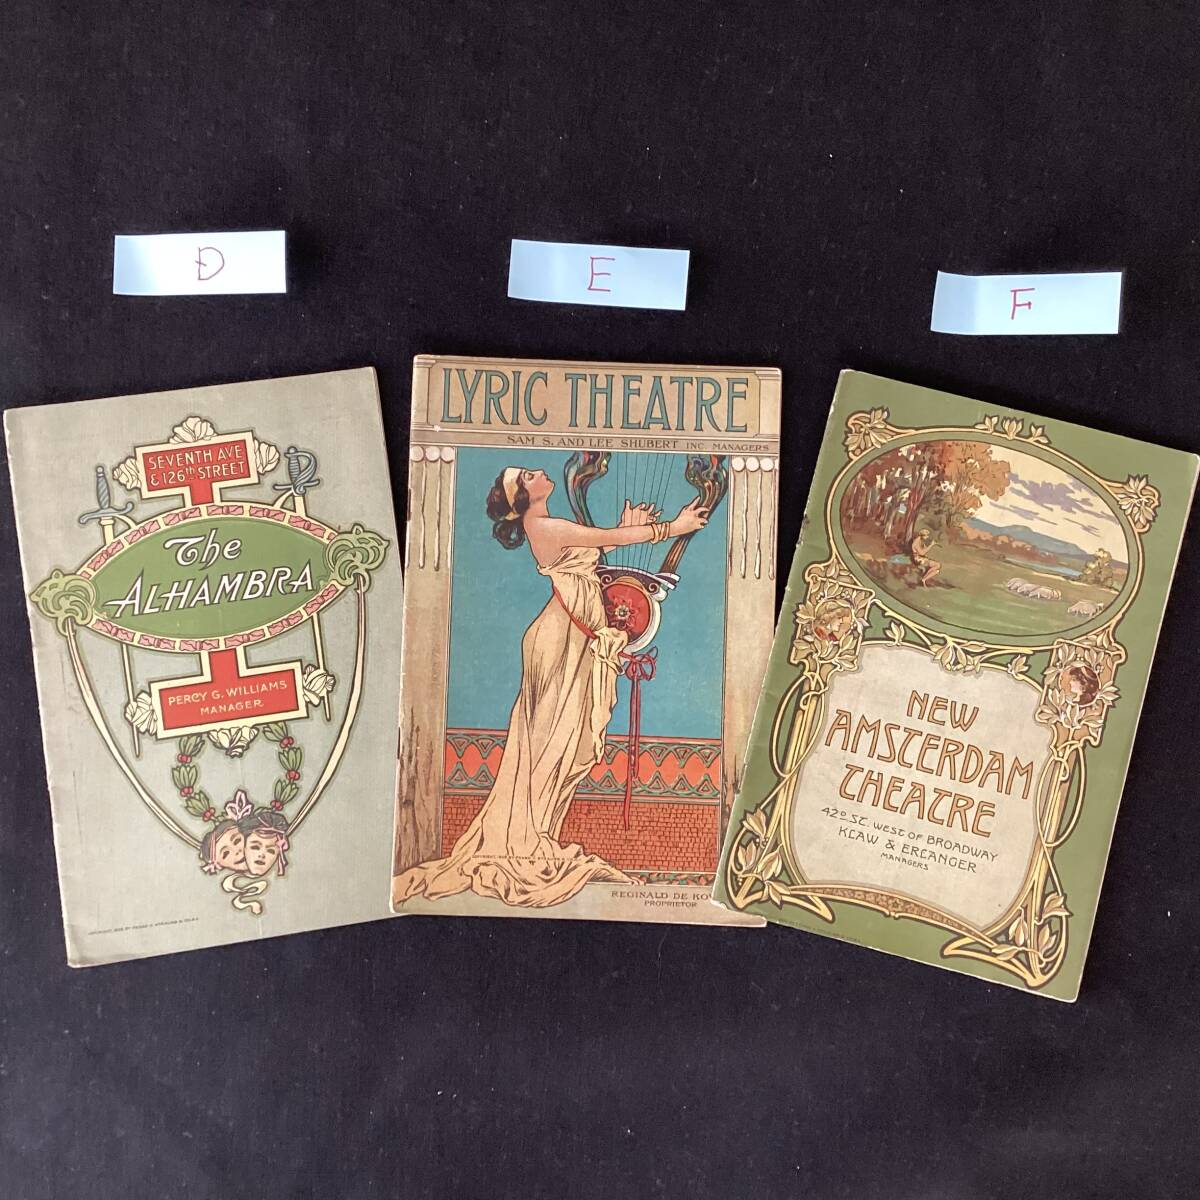 D
E
F
SEVENTH AVE
& 126th STREET
The
ALHAMBRA
PERCY G. WILLIAMS
MANAGER
LYRIC THEATRE
SAM S. AND LEE SHUBERT INC. MANAGERS
REGINALD DE KO
PROPRIETOR
NEW
AMSTERDAM
THEATRE
42D ST. WEST OF BROADWAY
KLAW & ERLANGER
MANAGERS